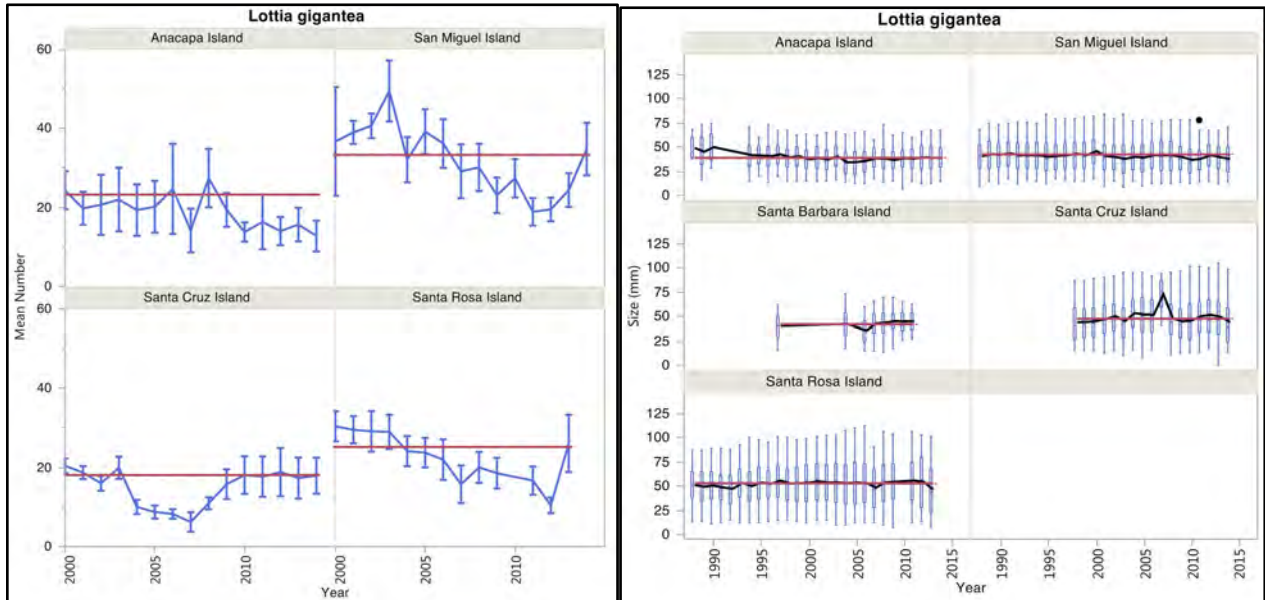 Lottia gigantea
Anacapa Island San Miguel Island
60
40
20
0
Santa Cruz Island Santa Rosa Island
60
40
20
0
Mean Number
2000 2005 2010 2000 2005 2010
Year
Lottia gigantea
Anacapa Island San Miguel Island
125
100
75
50
25
0
Santa Barbara Island Santa Cruz Island
125
100
75
50
25
0
Size (mm)
Santa Rosa Island
125
100
75
50
25
0
1990 1995 2000 2005 2010 2015 1990 1995 2000 2005 2010 2015
Year